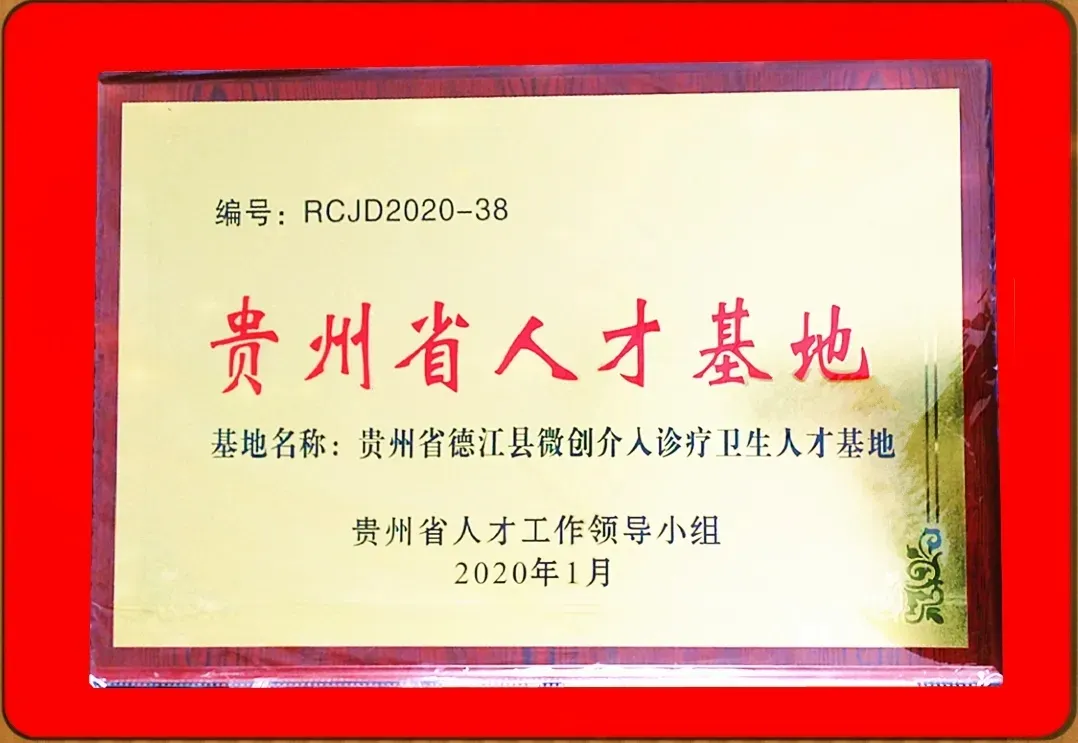 编号：RCJD2020-38
贵州省人才基地
基地名称：贵州省德江县微创介入诊疗卫生人才基地
贵州省人才工作领导小组
2020年1月